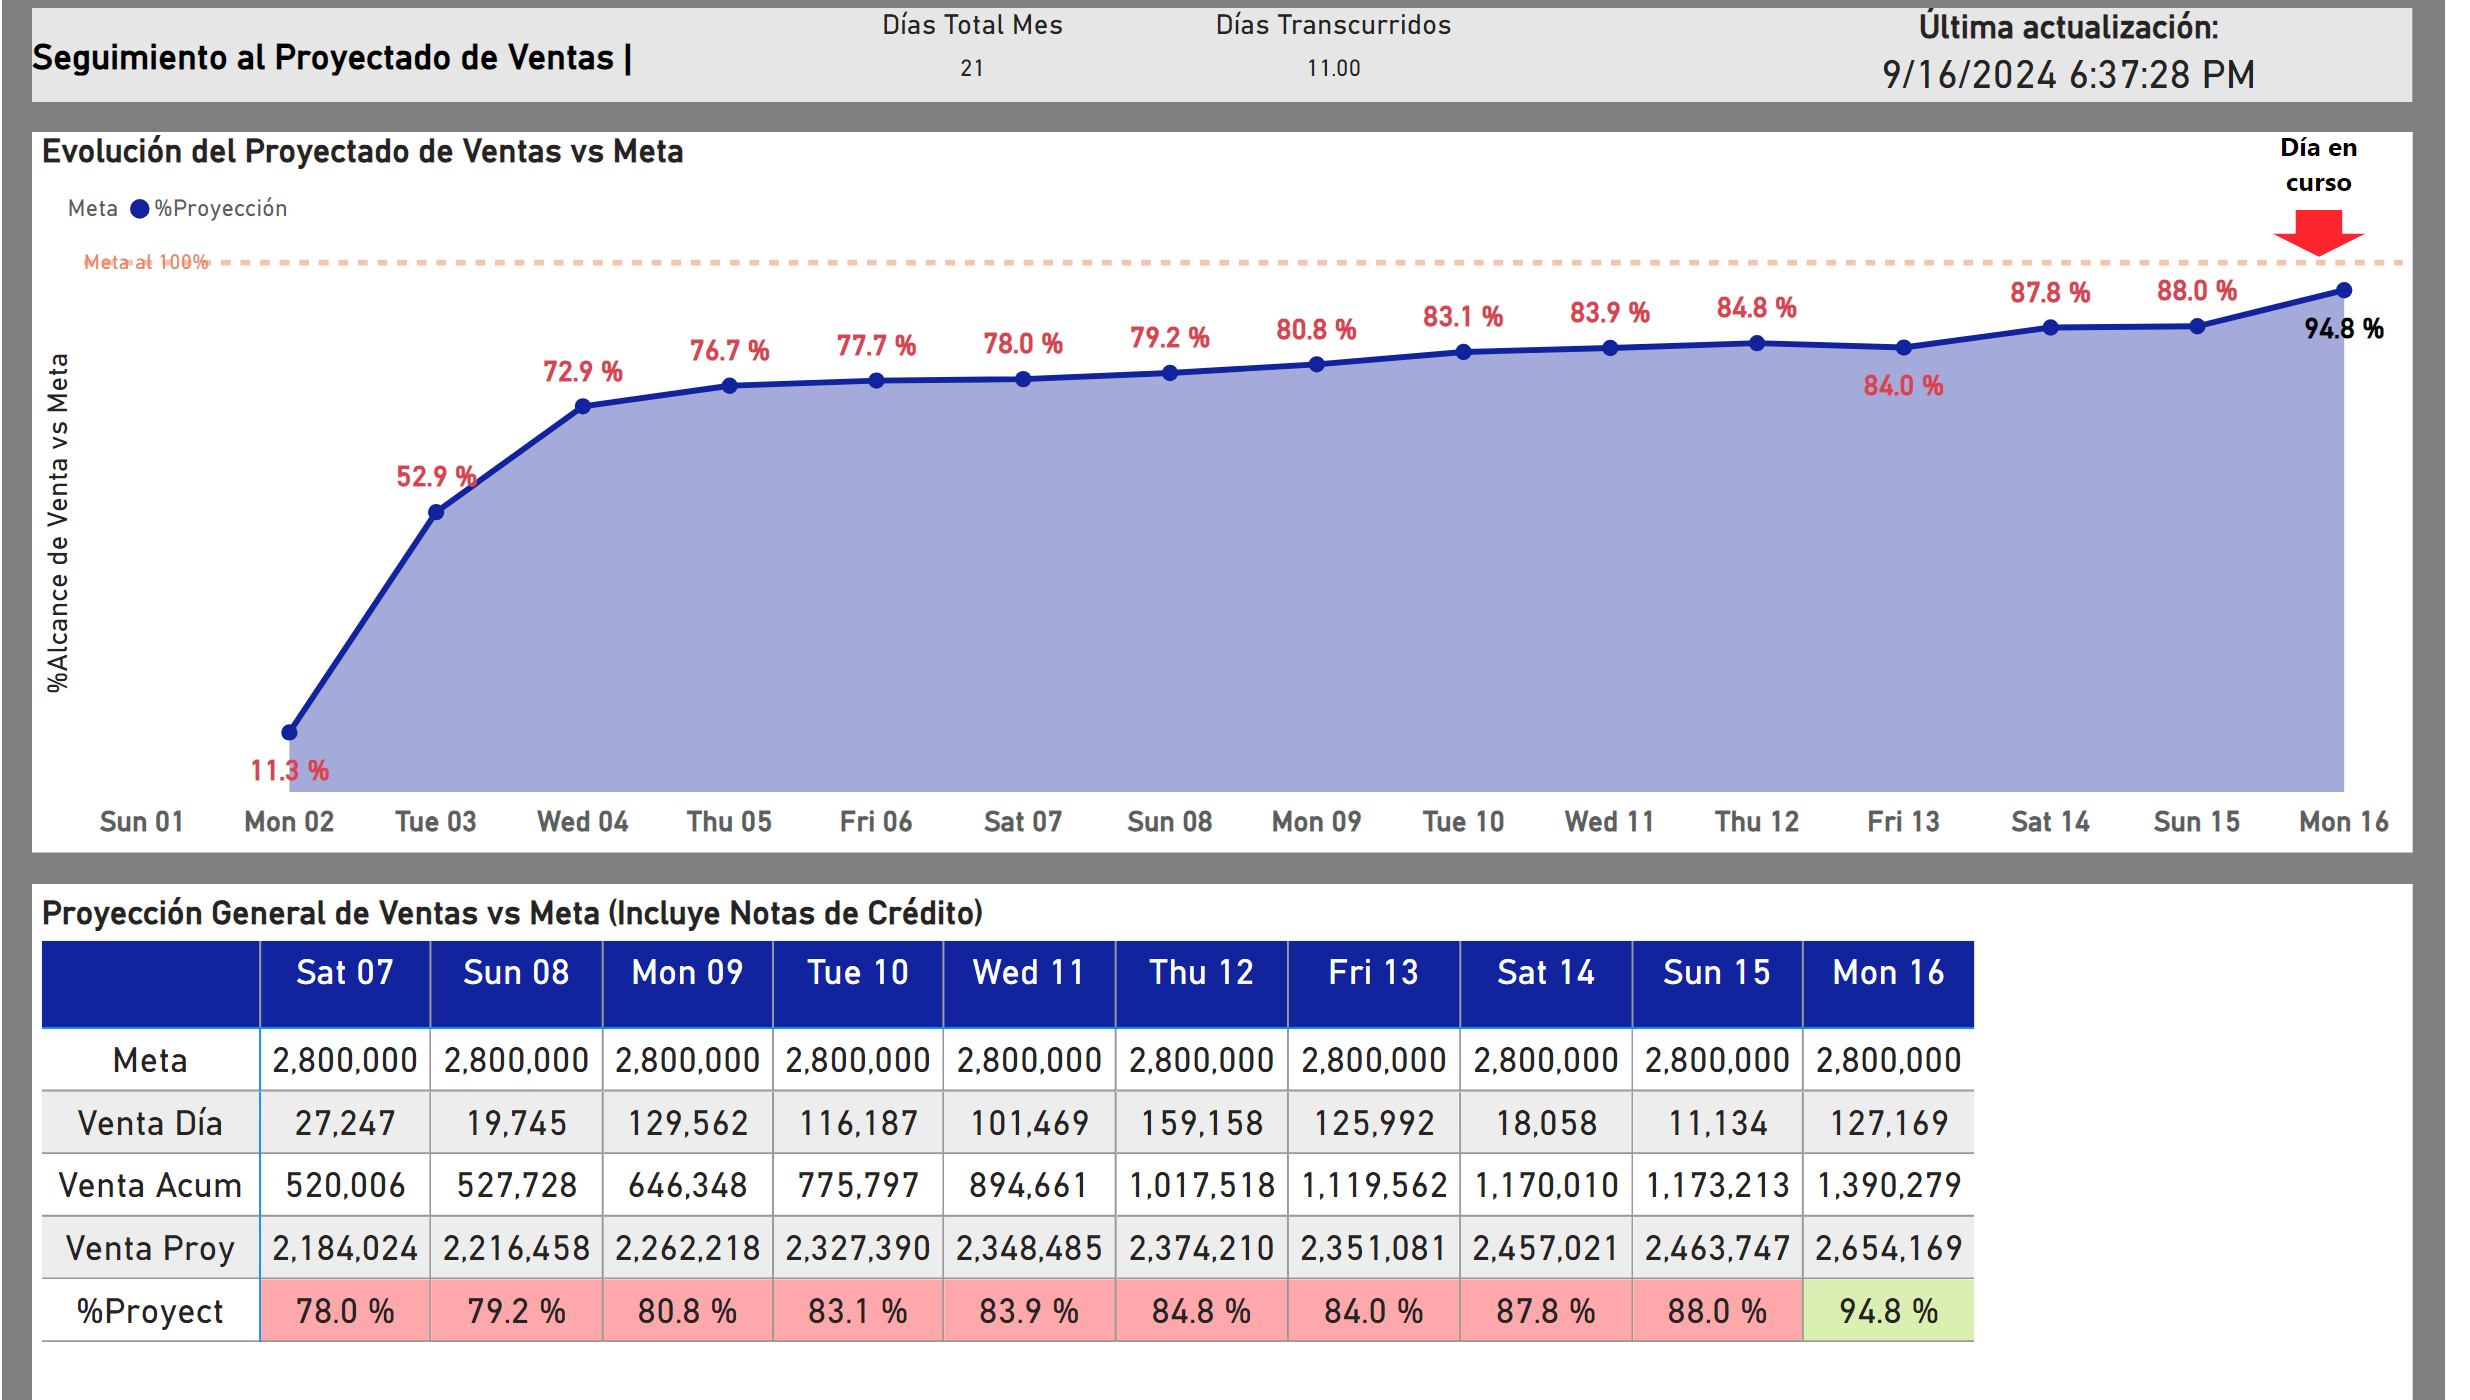 Seguimiento al Proyectado de Ventas |
Días Total Mes
21
Días Transcurridos
11.00
Última actualización:
9/16/2024 6:37:28 PM
Evolución del Proyectado de Ventas vs Meta
Día en
curso
Meta %Proyección
Meta al 100%
%Alcance de Venta vs Meta
11.3 %
52.9 %
72.9 %
76.7 %
77.7 %
78.0 %
79.2 %
80.8 %
83.1 %
83.9 %
84.8 %
84.0 %
87.8 %
88.0 %
94.8 %
Sun 01 Mon 02 Tue 03 Wed 04 Thu 05 Fri 06 Sat 07 Sun 08 Mon 09 Tue 10 Wed 11 Thu 12 Fri 13 Sat 14 Sun 15 Mon 16
Proyección General de Ventas vs Meta (Incluye Notas de Crédito)
Sat 07 Sun 08 Mon 09 Tue 10 Wed 11 Thu 12 Fri 13 Sat 14 Sun 15 Mon 16
Meta 2,800,000 2,800,000 2,800,000 2,800,000 2,800,000 2,800,000 2,800,000 2,800,000 2,800,000 2,800,000
Venta Día 27,247 19,745 129,562 116,187 101,469 159,158 125,992 18,058 11,134 127,169
Venta Acum 520,006 527,728 646,348 775,797 894,661 1,017,518 1,119,562 1,170,010 1,173,213 1,390,279
Venta Proy 2,184,024 2,216,458 2,262,218 2,327,390 2,348,485 2,374,210 2,351,081 2,457,021 2,463,747 2,654,169
%Proyect 78.0 % 79.2 % 80.8 % 83.1 % 83.9 % 84.8 % 84.0 % 87.8 % 88.0 % 94.8 %